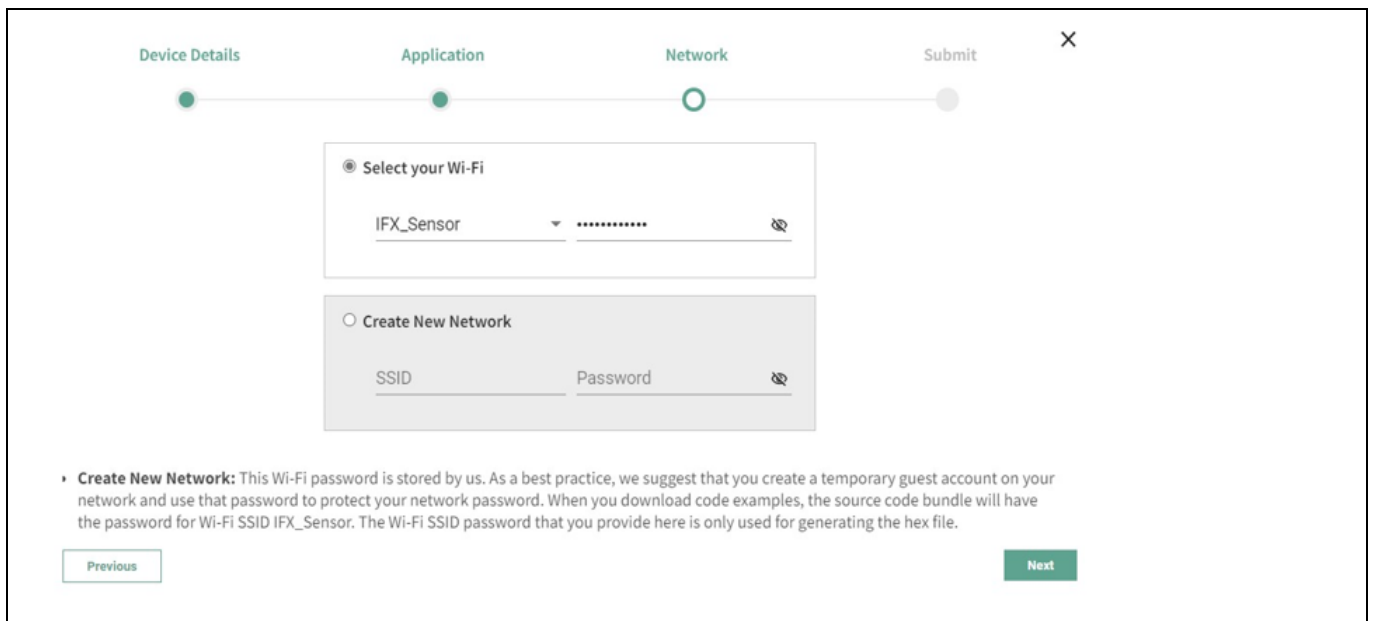 Device Details Application Network Submit
Select your Wi-Fi
IFX_Sensor ••••••••••••
Create New Network
SSID Password
Create New Network: This Wi-Fi password is stored by us. As a best practice, we suggest that you create a temporary guest account on your
network and use that password to protect your network password. When you download code examples, the source code bundle will have
the password for Wi-Fi SSID IFX_Sensor. The Wi-Fi SSID password that you provide here is only used for generating the hex file.
Previous Next